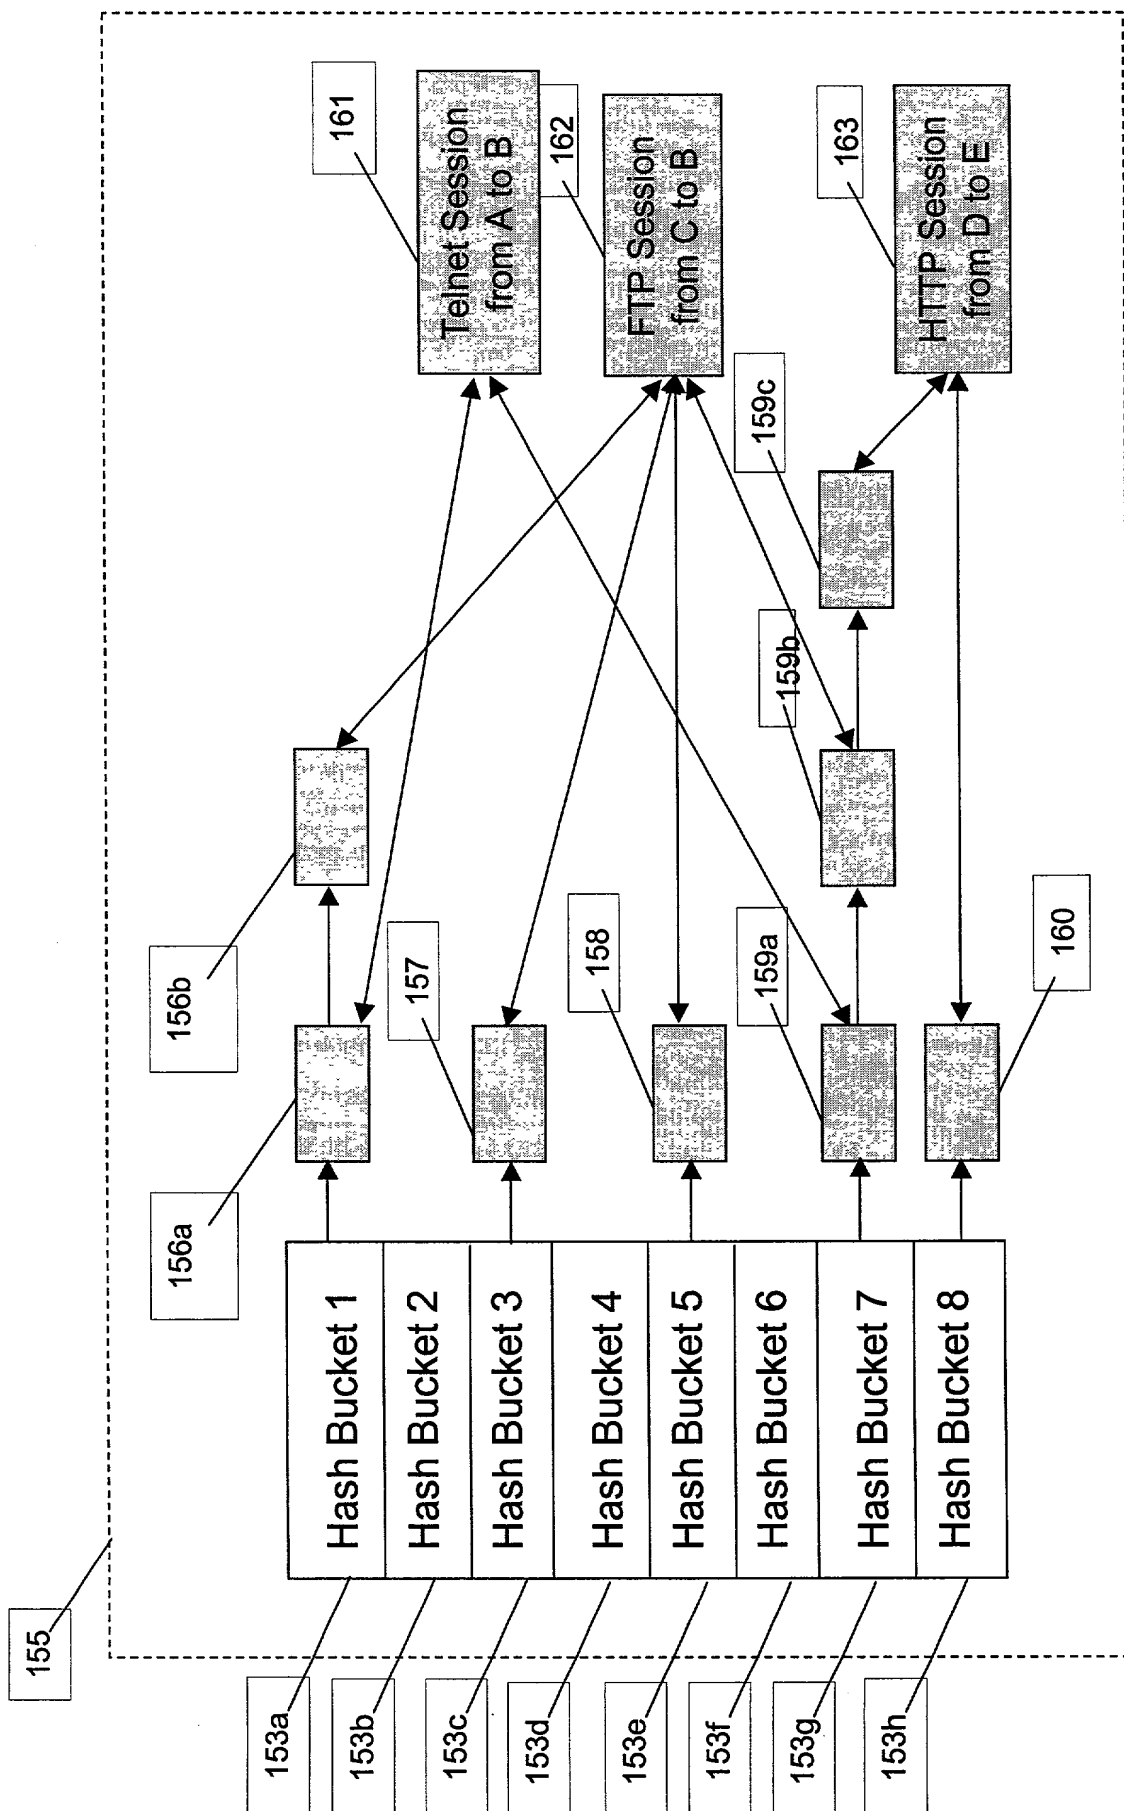 155
153a
153b
153c
153d
153e
153f
153g
153h
Hash Bucket 1
Hash Bucket 2
Hash Bucket 3
Hash Bucket 4
Hash Bucket 5
Hash Bucket 6
Hash Bucket 7
Hash Bucket 8
156a
156b
157
158
159a
159b
159c
160
161
Telnet Session
from A to B
162
FTP Session
from C to B
163
HTTP Session
from D to E